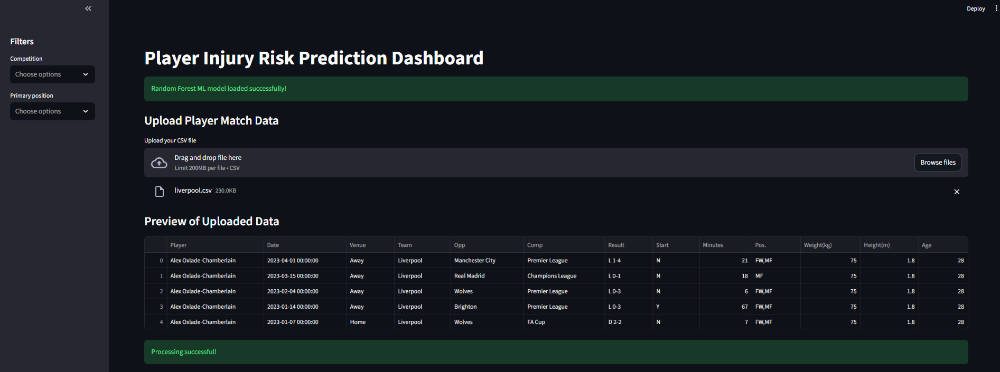 Deploy
Filters
Competition
Choose options
Primary position
Choose options
Player Injury Risk Prediction Dashboard
Random Forest ML model loaded successfully!
Upload Player Match Data
Upload your CSV file
Drag and drop file here
Limit 200MB per file • CSV
Browse files
liverpool.csv 230.0KB
Preview of Uploaded Data
Player Date Venue Team Opp Comp Result Start Minutes Pos. Weight(kg) Height(m) Age
0 Alex Oxlade-Chamberlain 2023-04-01 00:00:00 Away Liverpool Manchester City Premier League L 1-4 N 21 FW,MF 75 1.8 28
1 Alex Oxlade-Chamberlain 2023-03-15 00:00:00 Away Liverpool Real Madrid Champions League L 0-1 N 18 MF 75 1.8 28
2 Alex Oxlade-Chamberlain 2023-02-04 00:00:00 Away Liverpool Wolves Premier League L 0-3 N 6 FW,MF 75 1.8 28
3 Alex Oxlade-Chamberlain 2023-01-14 00:00:00 Away Liverpool Brighton Premier League L 0-3 Y 67 FW,MF 75 1.8 28
4 Alex Oxlade-Chamberlain 2023-01-07 00:00:00 Home Liverpool Wolves FA Cup D 2-2 N 7 FW,MF 75 1.8 28
Processing successful!